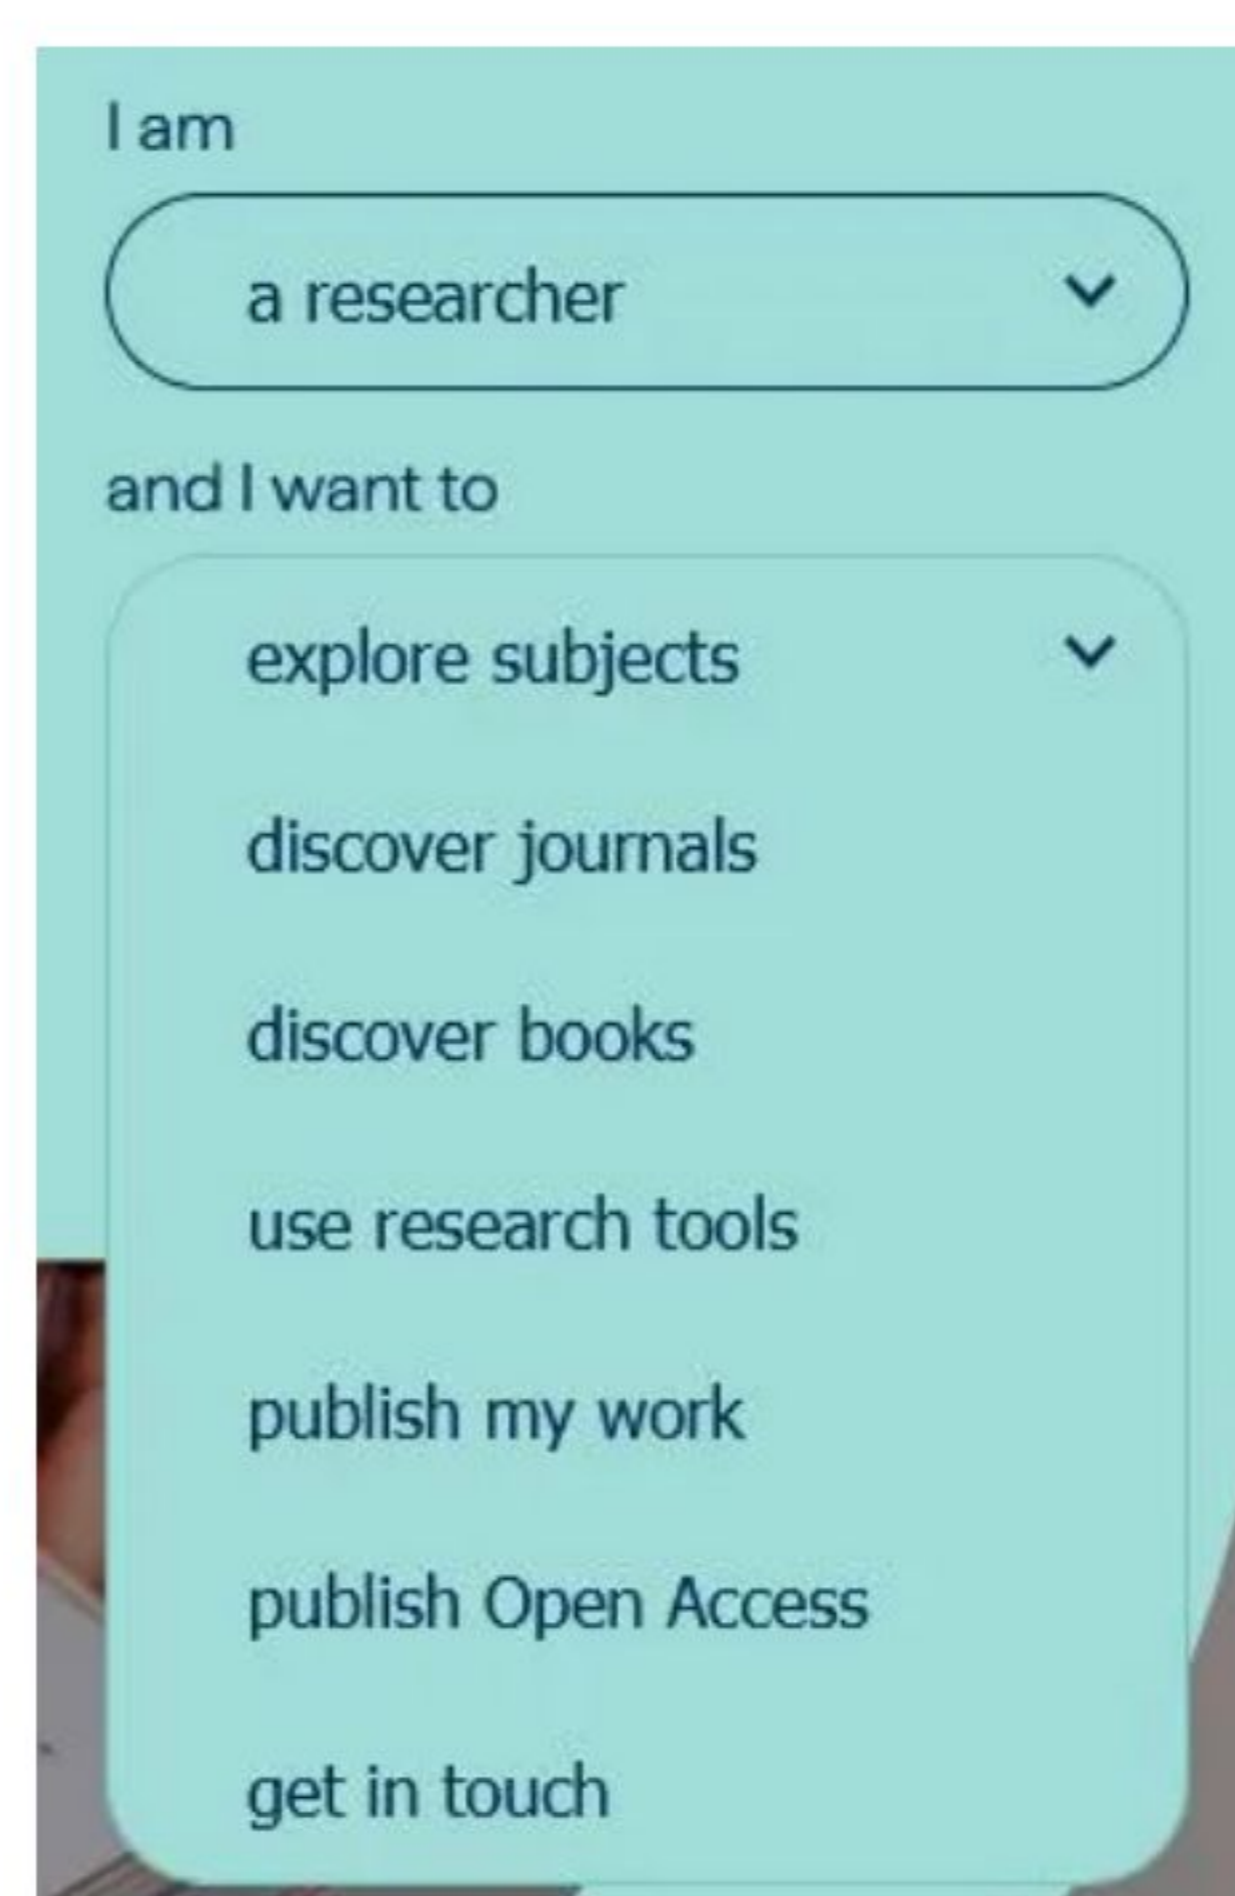 I am
a researcher
and I want to
explore subjects
discover journals
discover books
use research tools
publish my work
publish Open Access
get in touch